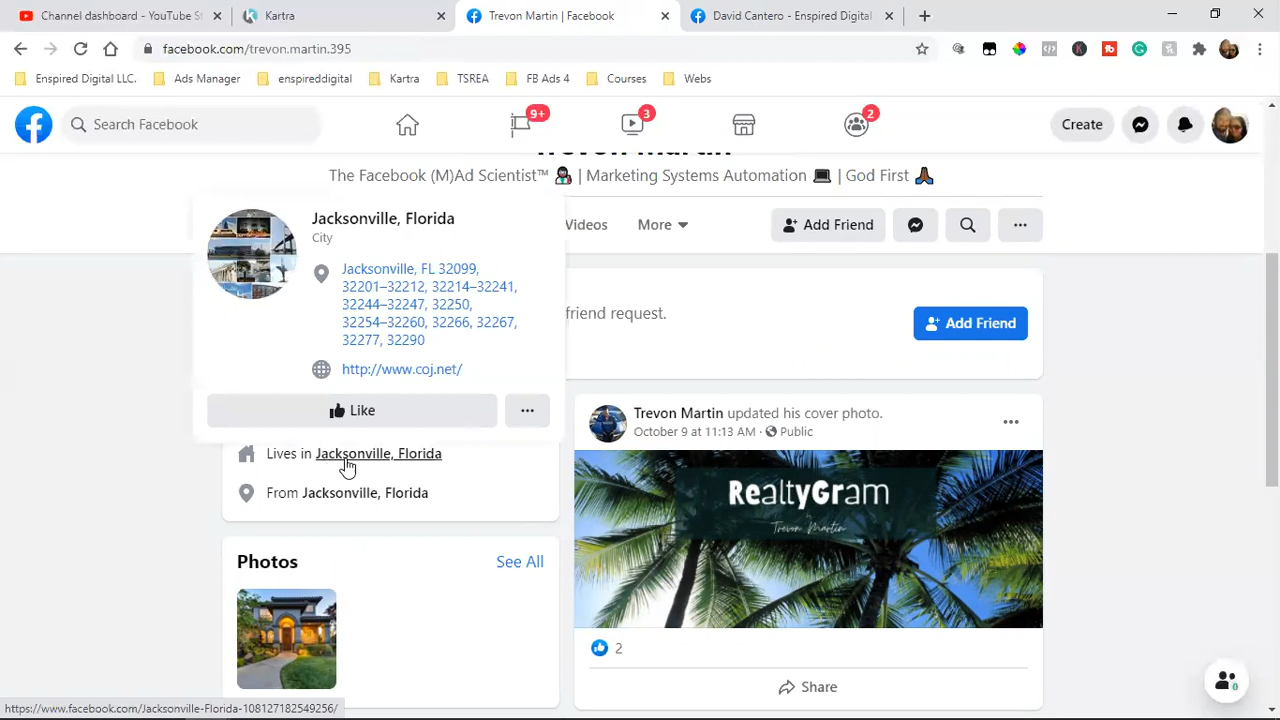 Channel dashboard - YouTube St
Kartra
Trevon Martin | Facebook
David Cantero - Enspired Digital
facebook.com/trevon.martin.395
Enspired Digital LLC.
Ads Manager
enspireddigital
Kartra
TSREA
FB Ads 4
Courses
Webs
Search Facebook
9+
3
2
Create
Trevon Martin
The Facebook (M)Ad Scientist™ | Marketing Systems Automation | God First
Videos
More
Add Friend
Jacksonville, Florida
City
Jacksonville, FL 32099,
32201–32212, 32214–32241,
32244–32247, 32250,
32254–32260, 32266, 32267,
32277, 32290
http://www.coj.net/
Like
friend request.
Add Friend
Lives in Jacksonville, Florida
From Jacksonville, Florida
Photos
See All
Trevon Martin updated his cover photo.
October 9 at 11:13 AM · Public
RealtyGram
by
Trevon Martin
2
Share
0
https://www.facebook.com/Jacksonville-Florida-108127182549256/